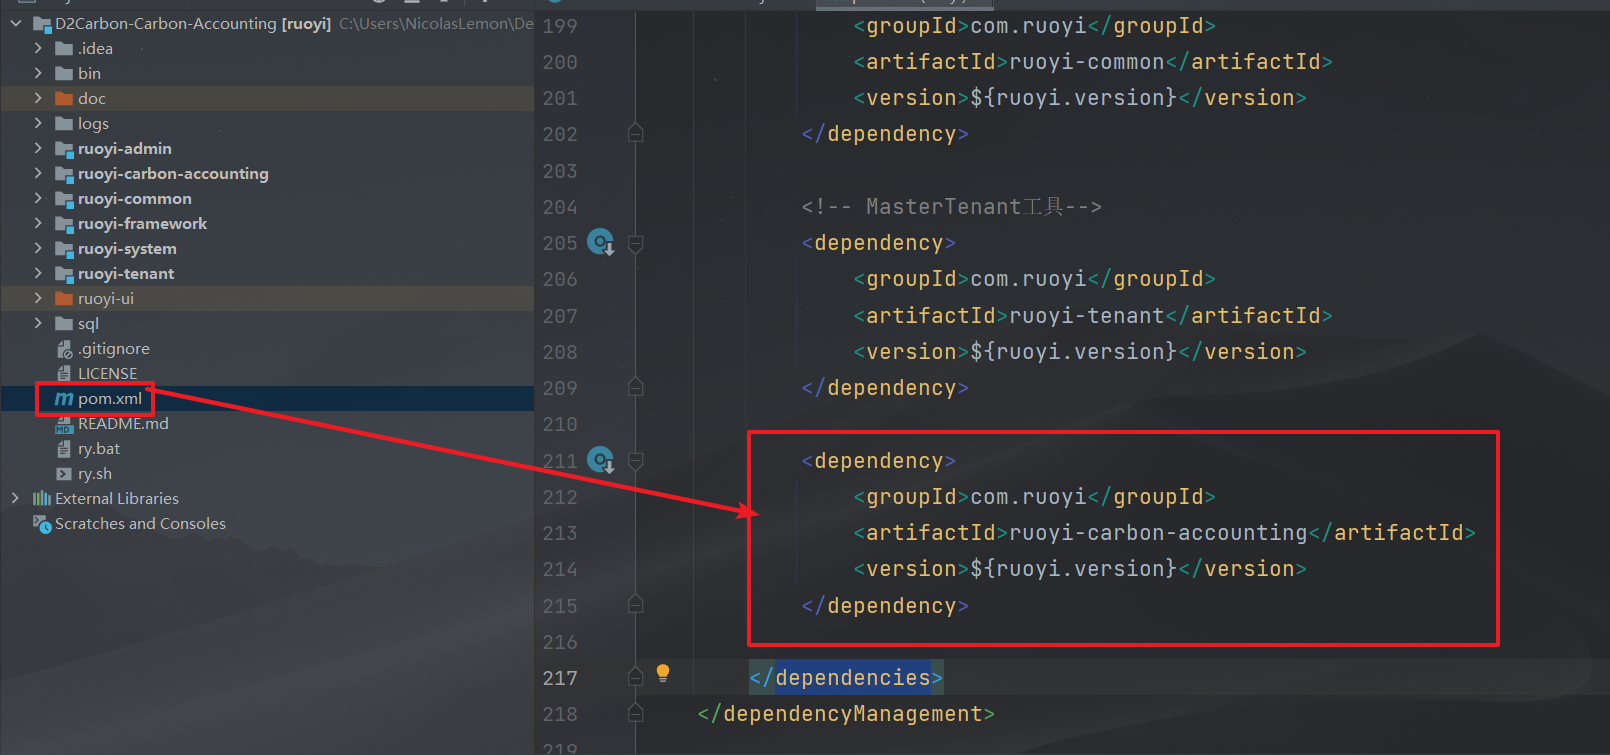 D2Carbon-Carbon-Accounting [ruoyi] C:\Users\NicolasLemon\De
.idea
bin
doc
logs
ruoyi-admin
ruoyi-carbon-accounting
ruoyi-common
ruoyi-framework
ruoyi-system
ruoyi-tenant
ruoyi-ui
sql
.gitignore
LICENSE
pom.xml
README.md
ry.bat
ry.sh
External Libraries
Scratches and Consoles
199 <groupId>com.ruoyi</groupId>
200 <artifactId>ruoyi-common</artifactId>
201 <version>${ruoyi.version}</version>
202 </dependency>
203
204 <!-- MasterTenant工具-->
205 <dependency>
206 <groupId>com.ruoyi</groupId>
207 <artifactId>ruoyi-tenant</artifactId>
208 <version>${ruoyi.version}</version>
209 </dependency>
210
211 <dependency>
212 <groupId>com.ruoyi</groupId>
213 <artifactId>ruoyi-carbon-accounting</artifactId>
214 <version>${ruoyi.version}</version>
215 </dependency>
216
217 </dependencies>
218 </dependencyManagement>
219